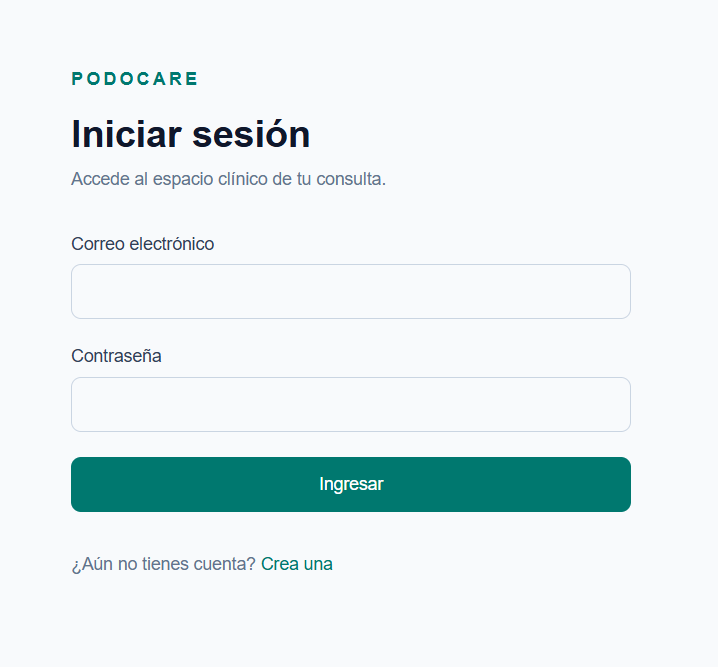 PODOCARE
Iniciar sesión
Accede al espacio clínico de tu consulta.
Correo electrónico
Contraseña
Ingresar
¿Aún no tienes cuenta? Crea una